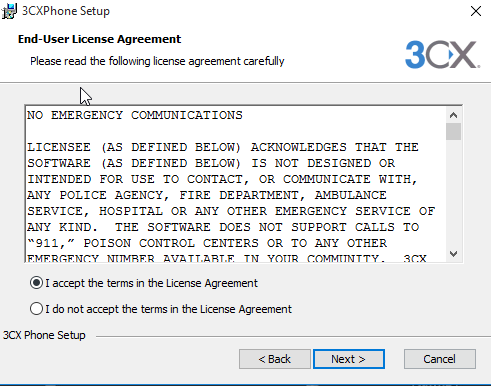 3CXPhone Setup
End-User License Agreement
Please read the following license agreement carefully
3CX.
NO EMERGENCY COMMUNICATIONS
LICENSEE (AS DEFINED BELOW) ACKNOWLEDGES THAT THE
SOFTWARE (AS DEFINED BELOW) IS NOT DESIGNED OR
INTENDED FOR USE TO CONTACT, OR COMMUNICATE WITH,
ANY POLICE AGENCY, FIRE DEPARTMENT, AMBULANCE
SERVICE, HOSPITAL OR ANY OTHER EMERGENCY SERVICE OF
ANY KIND.  THE SOFTWARE DOES NOT SUPPORT CALLS TO
“911,” POISON CONTROL CENTERS OR TO ANY OTHER
EMERGENCY NUMBER AVAILABLE IN YOUR COMMUNITY.  3CX
I accept the terms in the License Agreement
I do not accept the terms in the License Agreement
3CX Phone Setup
< Back
Next >
Cancel